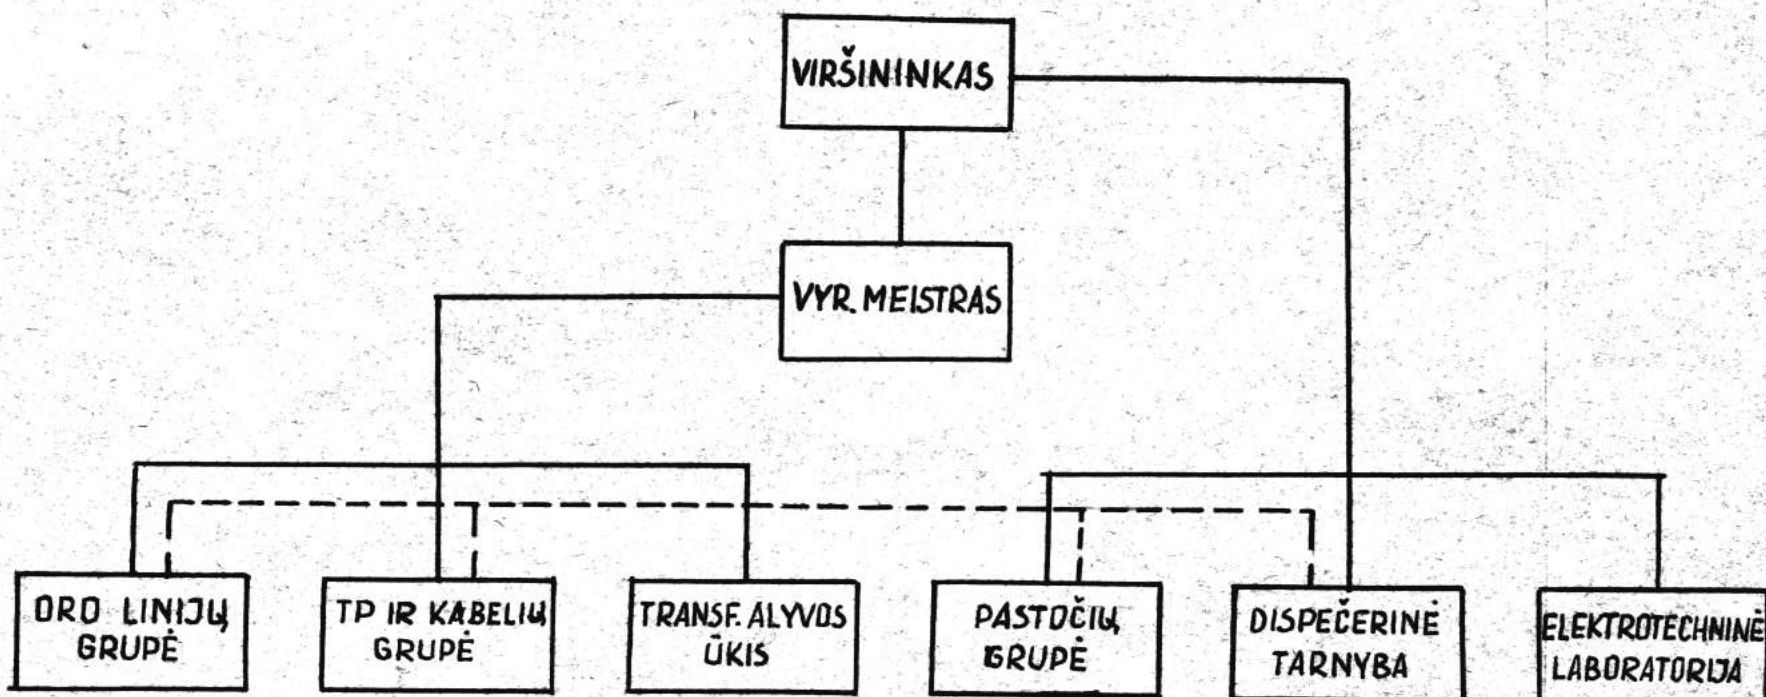 VIRŠININKAS
VYR. MEISTRAS
ORO LINIJŲ
GRUPĖ
TP IR KABELIŲ
GRUPĖ
TRANSF. ALYVOS
ŪKIS
PASTOČIŲ
GRUPĖ
DISPEČERINĖ
TARNYBA
ELEKTROTECHNINĖ
LABORATORIJA